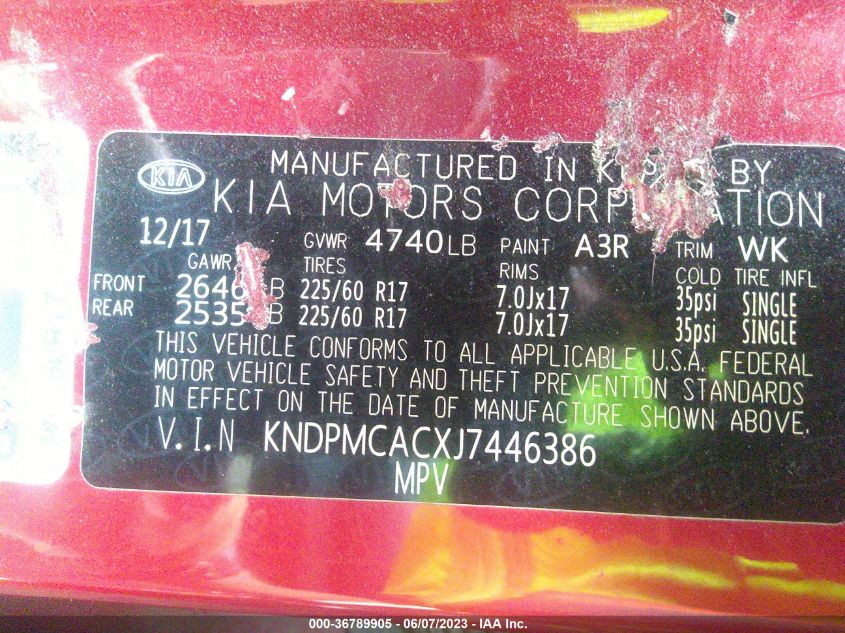 KIA
MANUFACTURED IN BY
KIA MOTORS
12/17 GVWR 4740LB PAINT A3R TRIM WK
GAWR TIRES RIMS COLD TIRE INFL
FRONT 2646 225/60 R17 7.0Jx17 35psi SINGLE
REAR 2535 225/60 R17 7.0Jx17 35psi SINGLE
THIS VEHICLE CONFORMS TO ALL APPLICABLE U.S.A. FEDERAL
MOTOR VEHICLE SAFETY AND THEFT PREVENTION STANDARDS
IN EFFECT ON THE DATE OF MANUFACTURE SHOWN ABOVE.
V.I.N KNDPMCACXJ7446386
MPV
000-36789905 - 06/07/2023 - IAA Inc.